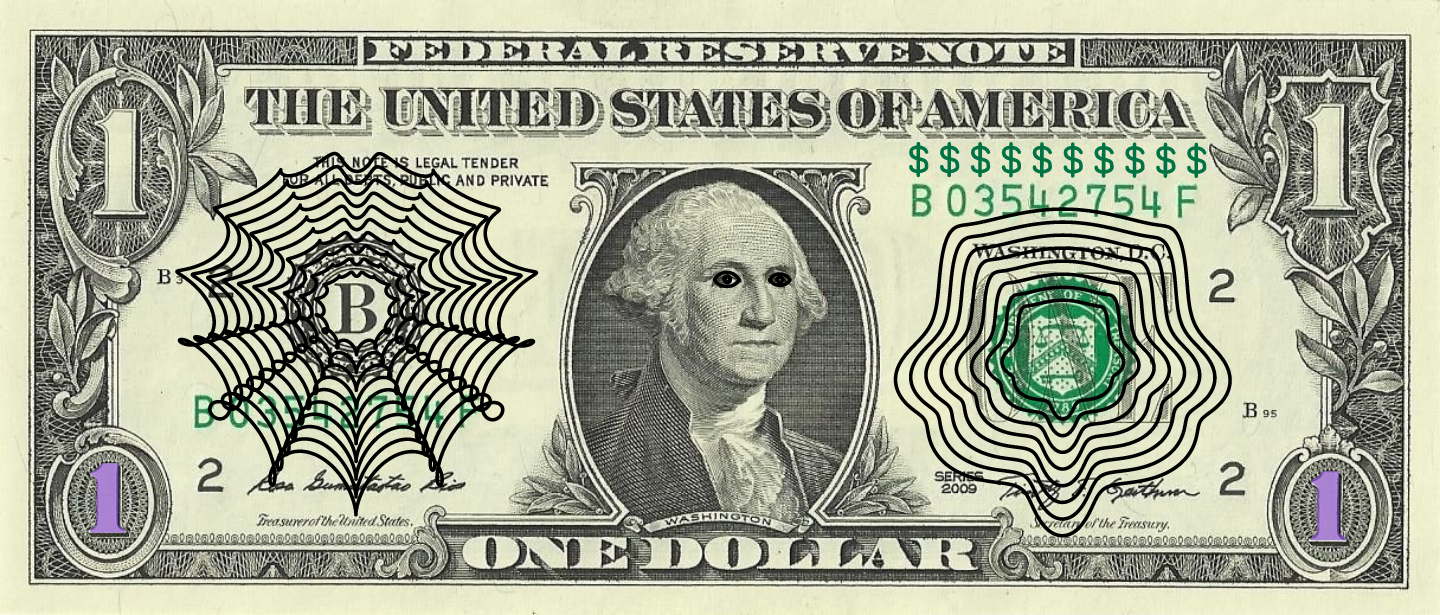 FEDERAL RESERVE NOTE
THE UNITED STATES OF AMERICA
1
1
THIS NOTE IS LEGAL TENDER
FOR ALL DEBTS, PUBLIC AND PRIVATE
$ $ $ $ $ $ $ $ $ $
B 03542754 F
WASHINGTON, D.C.
B
2
2
B
B 03542754 F
B 95
2
SERIES
2009
2
Treasurer of the United States.
Secretary of the Treasury.
WASHINGTON
1
1
ONE DOLLAR